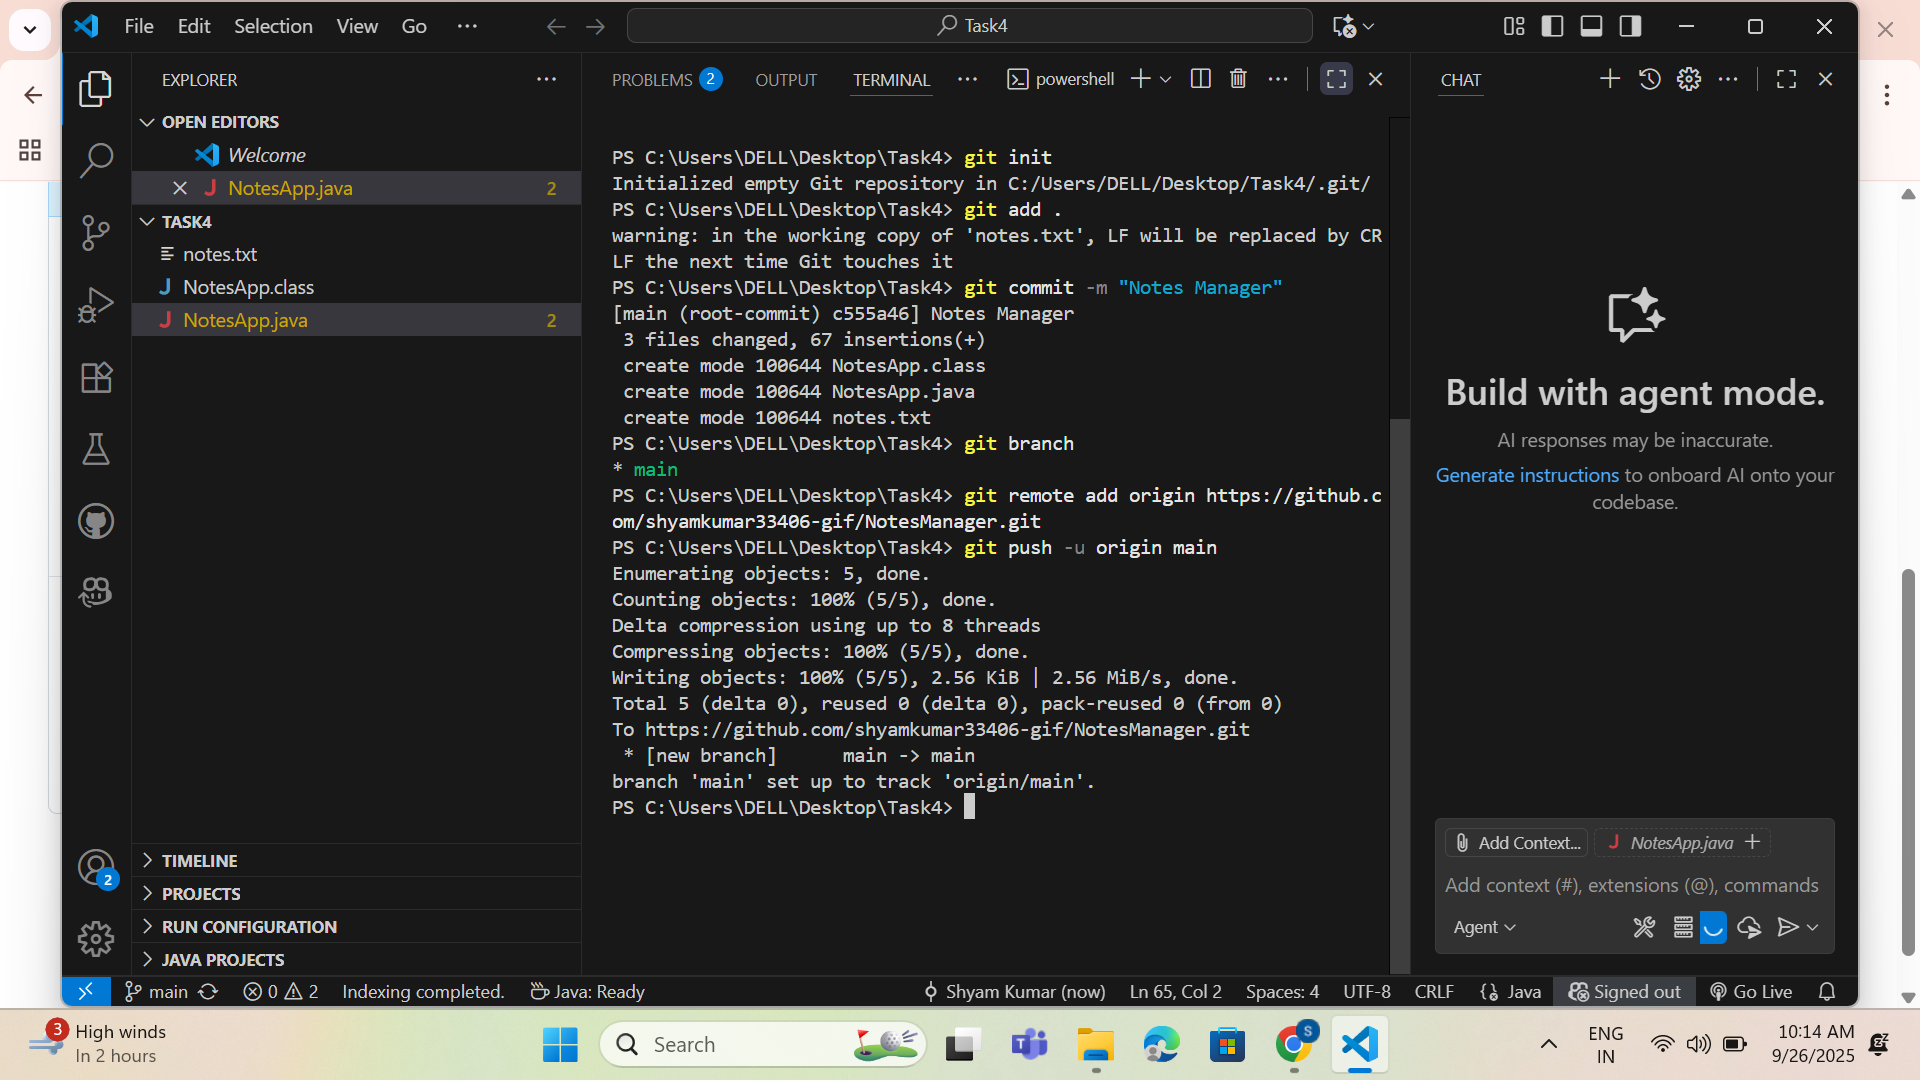 File Edit Selection View Go ··· Task4
EXPLORER ···
OPEN EDITORS
Welcome
NotesApp.java 2
TASK4
notes.txt
NotesApp.class
NotesApp.java 2
TIMELINE
PROJECTS
RUN CONFIGURATION
JAVA PROJECTS
PROBLEMS 2 OUTPUT TERMINAL ··· powershell ···
PS C:\Users\DELL\Desktop\Task4> git init
Initialized empty Git repository in C:/Users/DELL/Desktop/Task4/.git/
PS C:\Users\DELL\Desktop\Task4> git add .
warning: in the working copy of 'notes.txt', LF will be replaced by CR
LF the next time Git touches it
PS C:\Users\DELL\Desktop\Task4> git commit -m "Notes Manager"
[main (root-commit) c555a46] Notes Manager
3 files changed, 67 insertions(+)
create mode 100644 NotesApp.class
create mode 100644 NotesApp.java
create mode 100644 notes.txt
PS C:\Users\DELL\Desktop\Task4> git branch
* main
PS C:\Users\DELL\Desktop\Task4> git remote add origin https://github.c
om/shyamkumar33406-gif/NotesManager.git
PS C:\Users\DELL\Desktop\Task4> git push -u origin main
Enumerating objects: 5, done.
Counting objects: 100% (5/5), done.
Delta compression using up to 8 threads
Compressing objects: 100% (5/5), done.
Writing objects: 100% (5/5), 2.56 KiB | 2.56 MiB/s, done.
Total 5 (delta 0), reused 0 (delta 0), pack-reused 0 (from 0)
To https://github.com/shyamkumar33406-gif/NotesManager.git
* [new branch] main -> main
branch 'main' set up to track 'origin/main'.
PS C:\Users\DELL\Desktop\Task4>
CHAT ···
Build with agent mode.
AI responses may be inaccurate.
Generate instructions to onboard AI onto your
codebase.
Add Context... NotesApp.java +
Add context (#), extensions (@), commands
Agent
2
main 0 2 Indexing completed. Java: Ready Shyam Kumar (now) Ln 65, Col 2 Spaces: 4 UTF-8 CRLF {} Java Signed out Go Live
3 High winds
In 2 hours
Search
S
ENG
IN
10:14 AM
9/26/2025